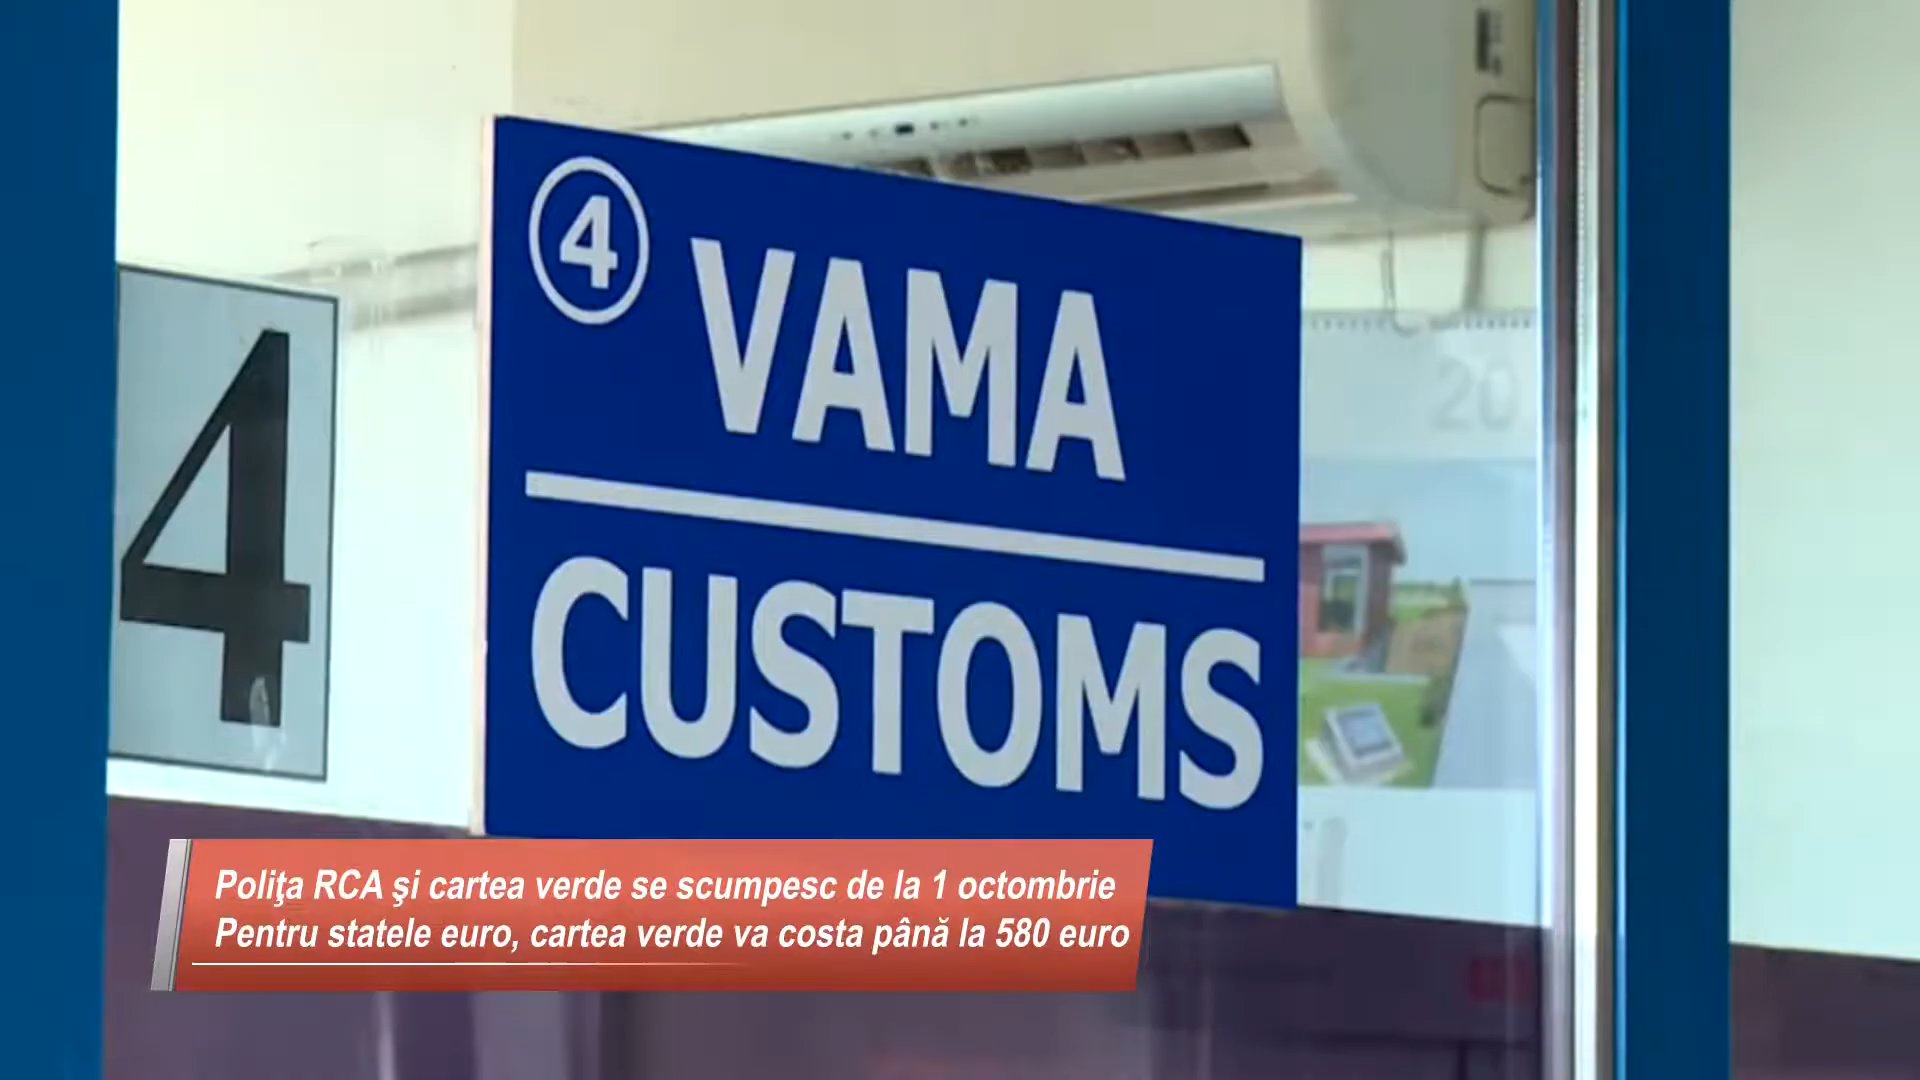 4
4
VAMA
CUSTOMS
20
Poliţa RCA şi cartea verde se scumpesc de la 1 octombrie
Pentru statele euro, cartea verde va costa până la 580 euro